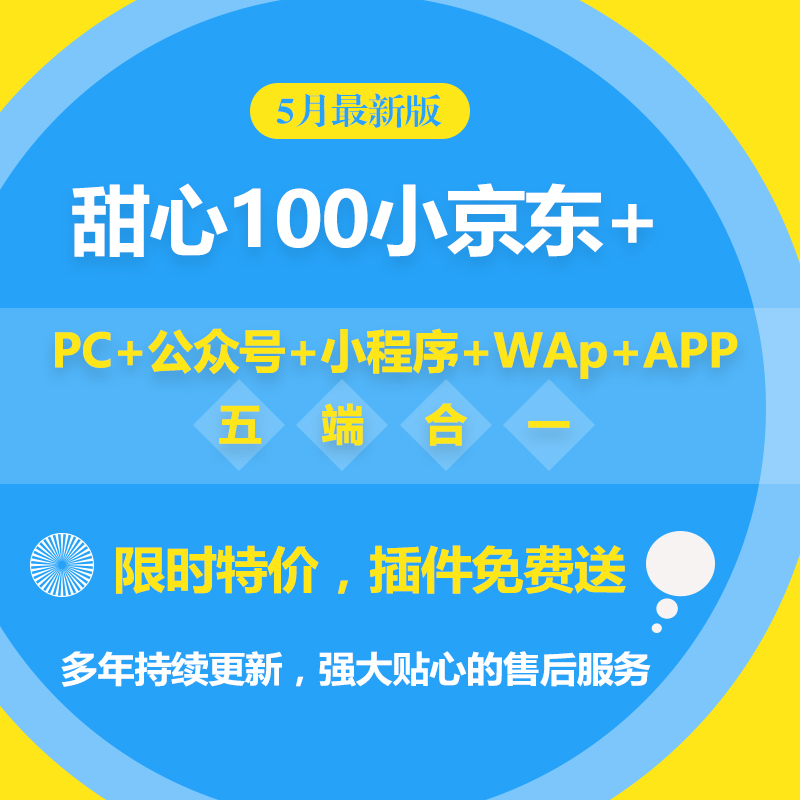 5月最新版
甜心100小京东+
PC+公众号+小程序+WAp+APP
五端合一
限时特价，插件免费送
多年持续更新，强大贴心的售后服务